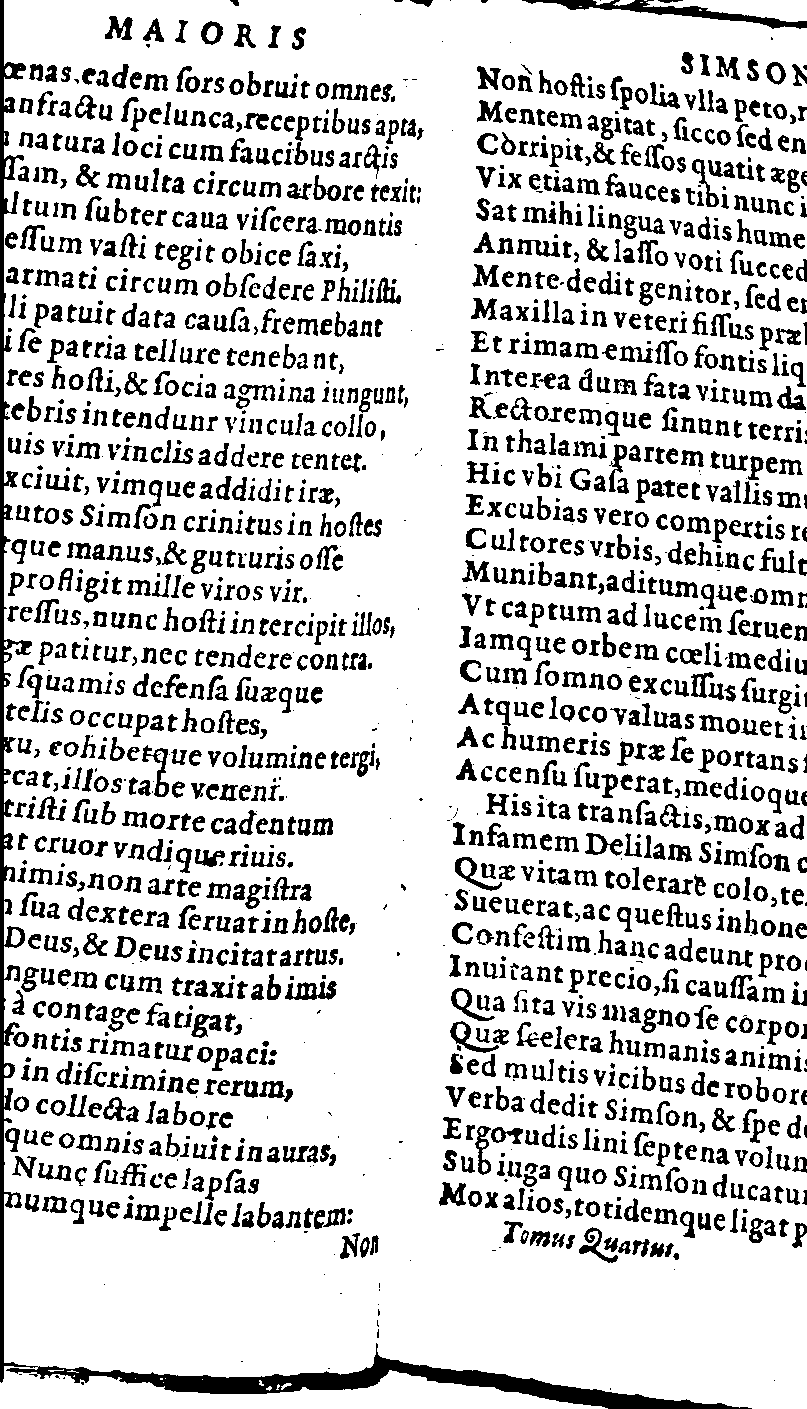 MAIORIS
œnas.eadem ſors obruit omnes.
anfractu ſpelunca,receptibus apta,
natura loci cum faucibus arctis
ſſam, & multa circum arbore texit:
ltum ſubter caua viſcera montis
eſſum vaſti tegit obice ſaxi,
armati circum obſedere Philiſti.
li patuit data cauſa,fremebant
i ſe patria tellure tenebant,
res hoſti,& ſocia agmina iungunt,
ebris intendunr vincula collo,
uis vim vinclis addere tentet.
xciuit, vimque addidit iræ,
autos Simſon crinitus in hoſtes
que manus,& gutturis oſſe
profligit mille viros vir.
reſſus,nunc hoſti intercipit illos,
gæ patitur,nec tendere contra.
s ſquamis defenſa ſuæque
telis occupat hoſtes,
xu, cohibetque volumine tergi,
ecat,illos tabe veneni.
triſti ſub morte cadentum
at cruor vndique riuis.
nimis,non arte magiſtra
ſua dextera ſeruat in hoſte,
Deus,& Deus incitat artus.
nguem cum traxit ab imis
à contage fatigat,
fontis rimatur opaci:
o in diſcrimine rerum,
do collecta labore
que omnis abiuit in auras,
Nunc ſuffice lapſas
mumque impelle labantem:
Non
SIMSON
Non hoſtis ſpolia vlla peto,
Mentem agitat, ſicco ſed en
Corripit,& feſſos quatit æge
Vix etiam fauces tibi nunc i
Sat mihi lingua vadis hume
Annuit, & laſſo voti ſucced
Mente dedit genitor, ſed e
Maxilla in veteri fiſſus præ
Et rimam emiſſo fontis liq
Interea dum fata virum da
Rectoremque ſinunt terri
In thalami partem turpem
Hic vbi Gaſa patet vallis m
Excubias vero compertis re
Cultores vrbis, dehinc fult
Munibant,aditumque om
Vt captum ad lucem ſeruen
Iamque orbem cœli mediu
Cum ſomno excuſſus ſurgi
Atque loco valuas mouet i
Ac humeris præ ſe portans
Accenſu ſuperat,medioque
His ita tranſactis,mox ad
Infamem Delilam Simſon c
Quæ vitam tolerare colo,te
Sueuerat,ac queſtus inhone
Confeſtim hanc adeunt pro
Inuitant precio,ſi cauſſam i
Qua ſita vis magno ſe corpor
Quæ ſcelera humanis animis
Sed multis vicibus de robore
Verba dedit Simſon, & ſpe d
Ergo rudis lini ſeptena volum
Sub iuga quo Simſon ducatu
Mox alios,totidemque ligat p
Tomus Quartus.